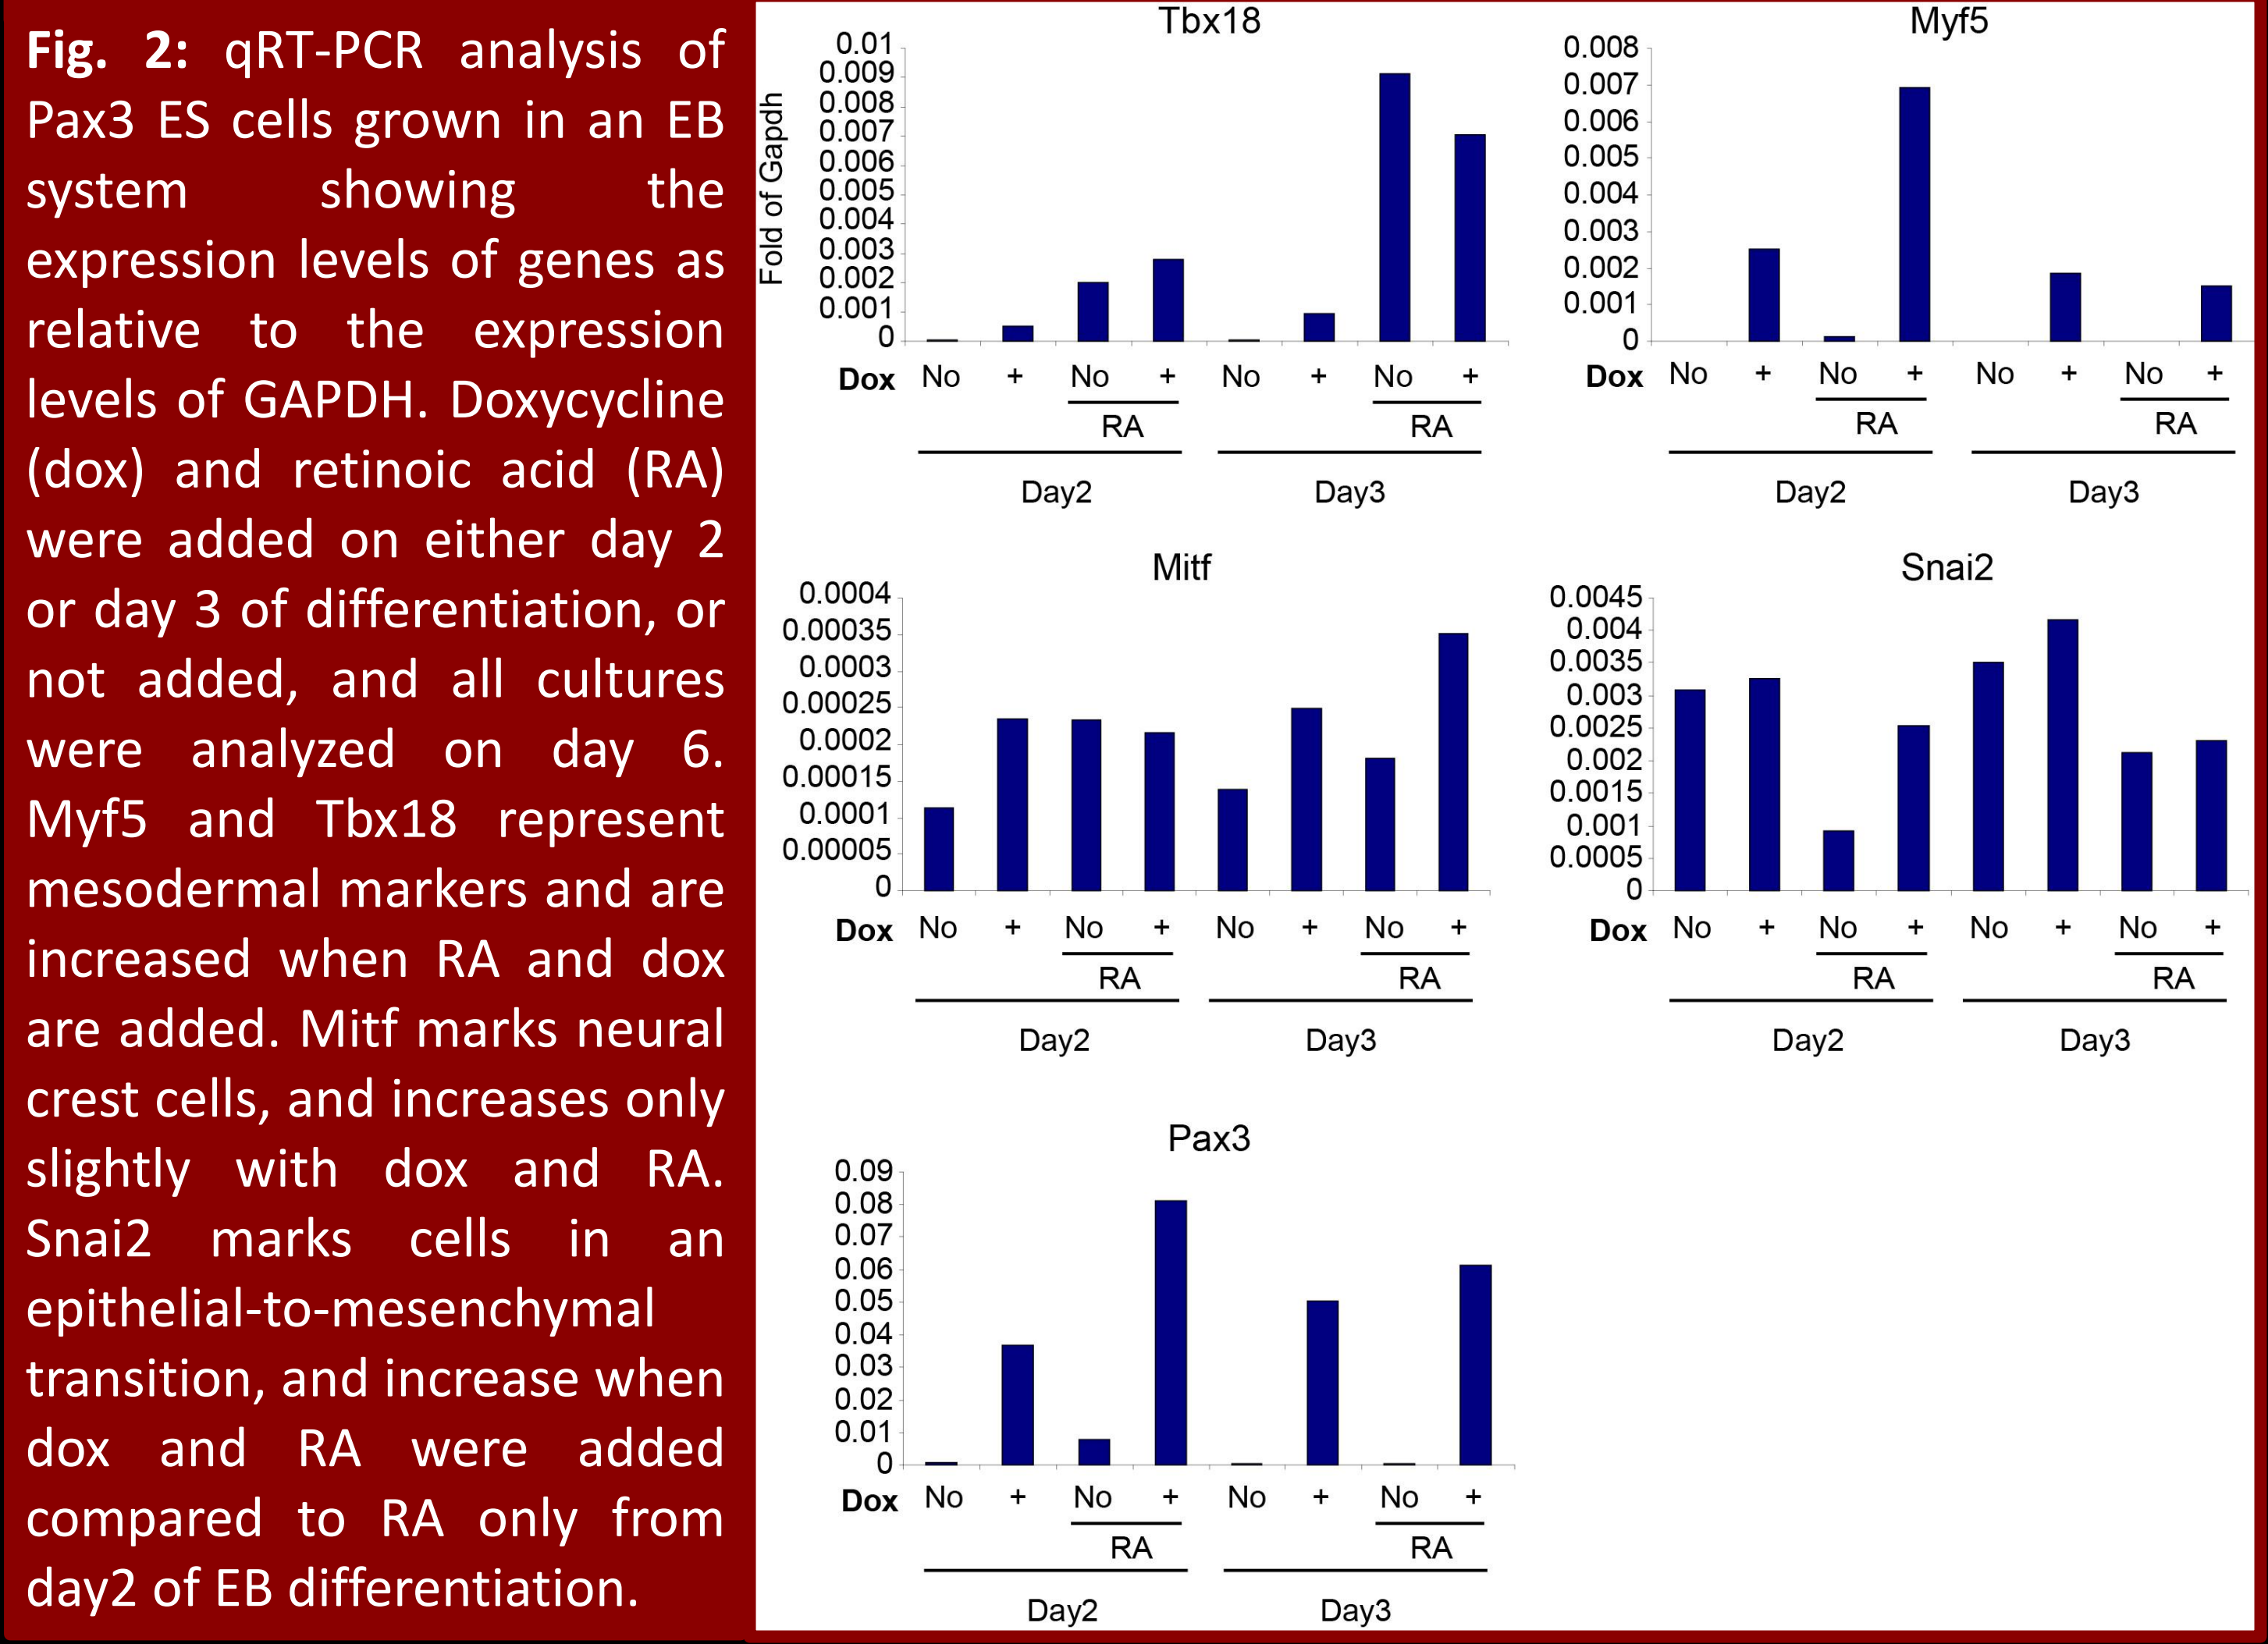 Fig. 2: qRT-PCR analysis of
Pax3 ES cells grown in an EB
system showing the
expression levels of genes as
relative to the expression
levels of GAPDH. Doxycycline
(dox) and retinoic acid (RA)
were added on either day 2
or day 3 of differentiation, or
not added, and all cultures
were analyzed on day 6.
Myf5 and Tbx18 represent
mesodermal markers and are
increased when RA and dox
are added. Mitf marks neural
crest cells, and increases only
slightly with dox and RA.
Snai2 marks cells in an
epithelial-to-mesenchymal
transition, and increase when
dox and RA were added
compared to RA only from
day2 of EB differentiation.
Tbx18
Fold of Gapdh
0.01
0.009
0.008
0.007
0.006
0.005
0.004
0.003
0.002
0.001
0
Dox No + No + No + No +
RA RA
Day2 Day3
Myf5
0.008
0.007
0.006
0.005
0.004
0.003
0.002
0.001
0
Dox No + No + No + No +
RA RA
Day2 Day3
Mitf
0.0004
0.00035
0.0003
0.00025
0.0002
0.00015
0.0001
0.00005
0
Dox No + No + No + No +
RA RA
Day2 Day3
Snai2
0.0045
0.004
0.0035
0.003
0.0025
0.002
0.0015
0.001
0.0005
0
Dox No + No + No + No +
RA RA
Day2 Day3
Pax3
0.09
0.08
0.07
0.06
0.05
0.04
0.03
0.02
0.01
0
Dox No + No + No + No +
RA RA
Day2 Day3